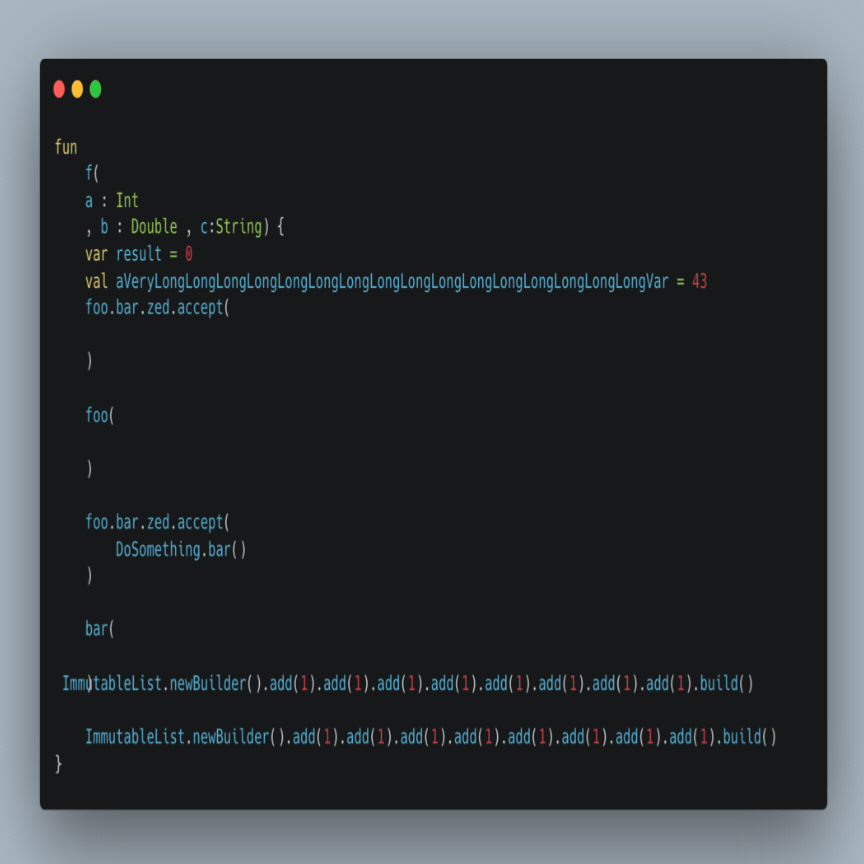 fun
f(
a : Int
, b : Double , c:String) {
var result = 0
val aVeryLongLongLongLongLongLongLongLongLongLongLongLongLongLongLongLongVar = 43
foo.bar.zed.accept(
)
foo(
)
foo.bar.zed.accept(
DoSomething.bar()
)
bar(
ImmutableList.newBuilder().add(1).add(1).add(1).add(1).add(1).add(1).add(1).add(1).build()
)
ImmutableList.newBuilder().add(1).add(1).add(1).add(1).add(1).add(1).add(1).add(1).build()
}